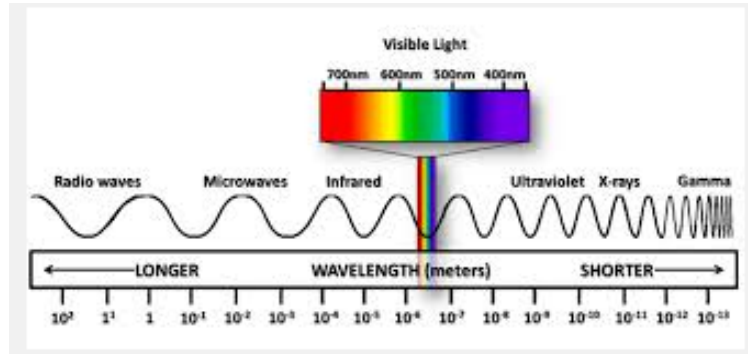 Visible Light
700nm 600nm 500nm 400nm
Radio waves Microwaves Infrared Ultraviolet X-rays Gamma
LONGER WAVELENGTH (meters) SHORTER
10² 1¹ 1 10⁻¹ 10⁻² 10⁻³ 10⁻⁴ 10⁻⁵ 10⁻⁶ 10⁻⁷ 10⁻⁸ 10⁻⁹ 10⁻¹⁰ 10⁻¹¹ 10⁻¹² 10⁻¹³